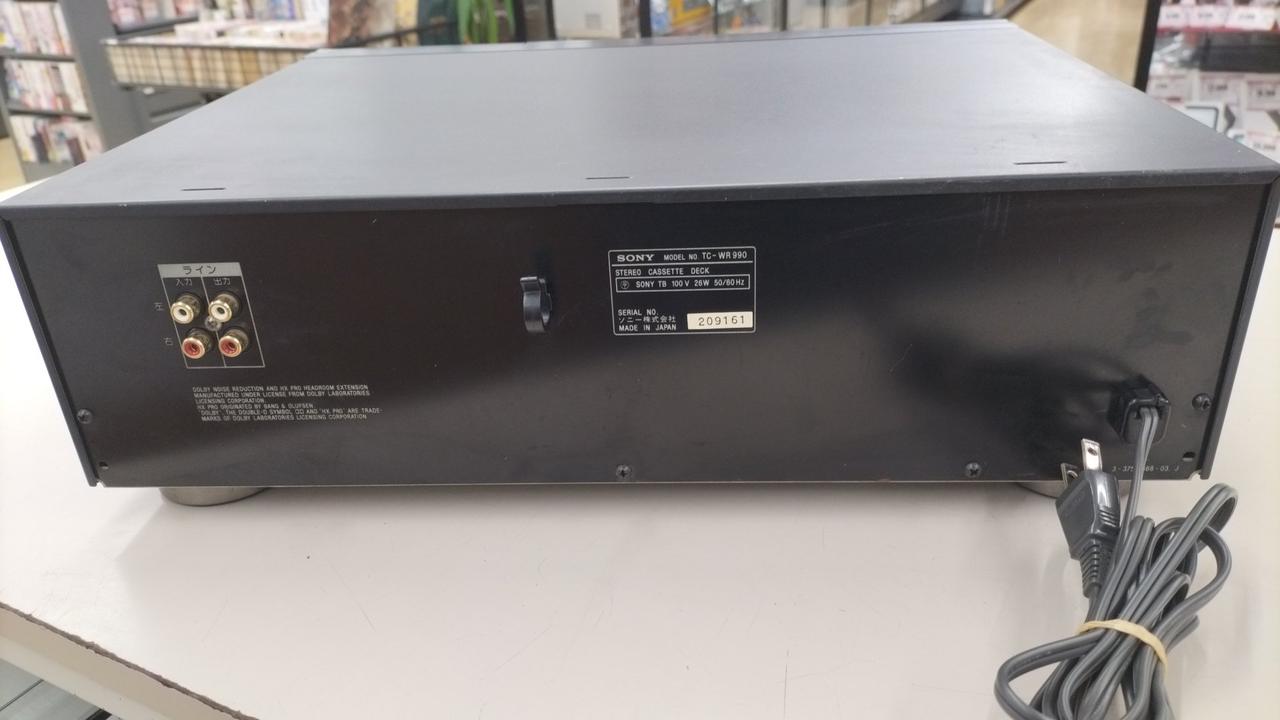 ライン
入力 出力
左
右
DOLBY NOISE REDUCTION AND HX PRO HEADROOM EXTENSION
MANUFACTURED UNDER LICENSE FROM DOLBY LABORATORIES
LICENSING CORPORATION.
HX PRO ORIGINATED BY BANG & OLUFSEN.
"DOLBY", THE DOUBLE-D SYMBOL AND "HX PRO" ARE TRADE-
MARKS OF DOLBY LABORATORIES LICENSING CORPORATION.
SONY MODEL NO. TC-WR990
STEREO CASSETTE DECK
SONY TB 100V 26W 50/60Hz
SERIAL NO.
ソニー株式会社
MADE IN JAPAN 209161